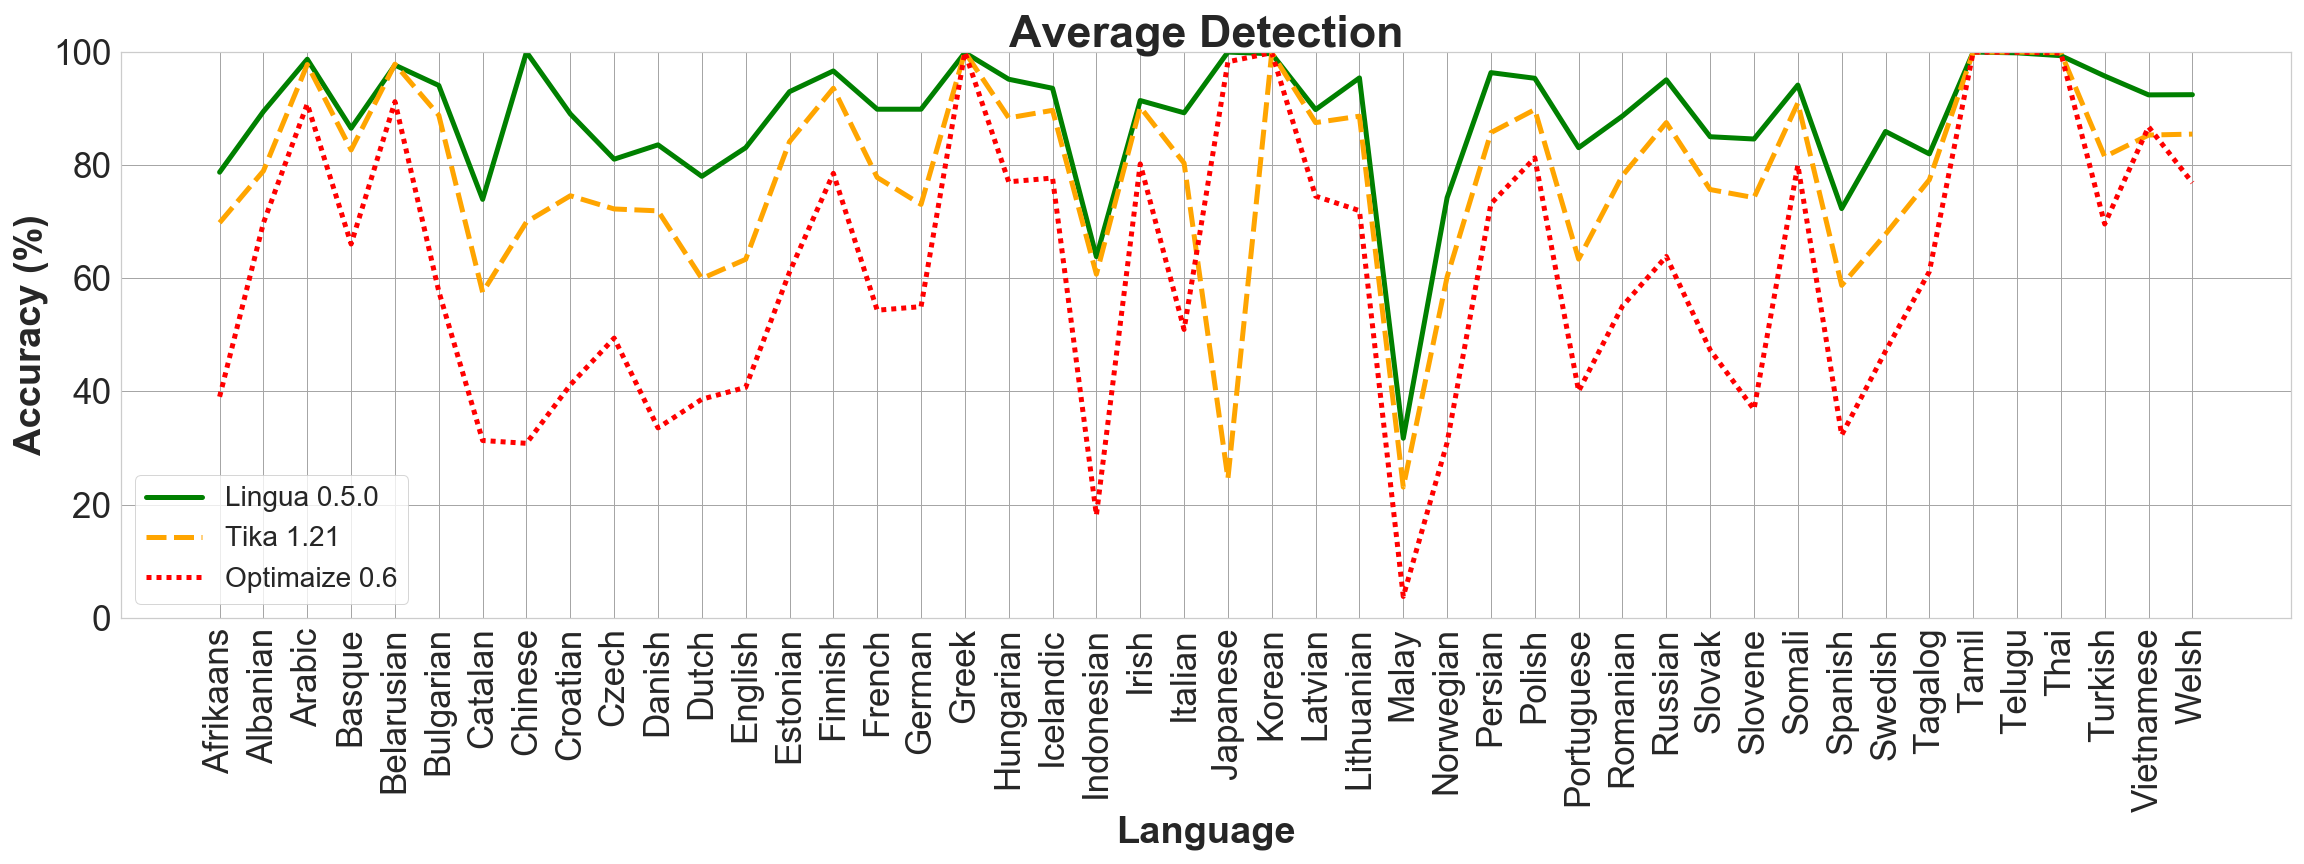 Average Detection
Accuracy (%)
100
80
60
40
20
0
Lingua 0.5.0
Tika 1.21
Optimaize 0.6
Afrikaans
Albanian
Arabic
Basque
Belarusian
Bulgarian
Catalan
Chinese
Croatian
Czech
Danish
Dutch
English
Estonian
Finnish
French
German
Greek
Hungarian
Icelandic
Indonesian
Irish
Italian
Japanese
Korean
Latvian
Lithuanian
Malay
Norwegian
Persian
Polish
Portuguese
Romanian
Russian
Slovak
Slovene
Somali
Spanish
Swedish
Tagalog
Tamil
Telugu
Thai
Turkish
Vietnamese
Welsh
Language